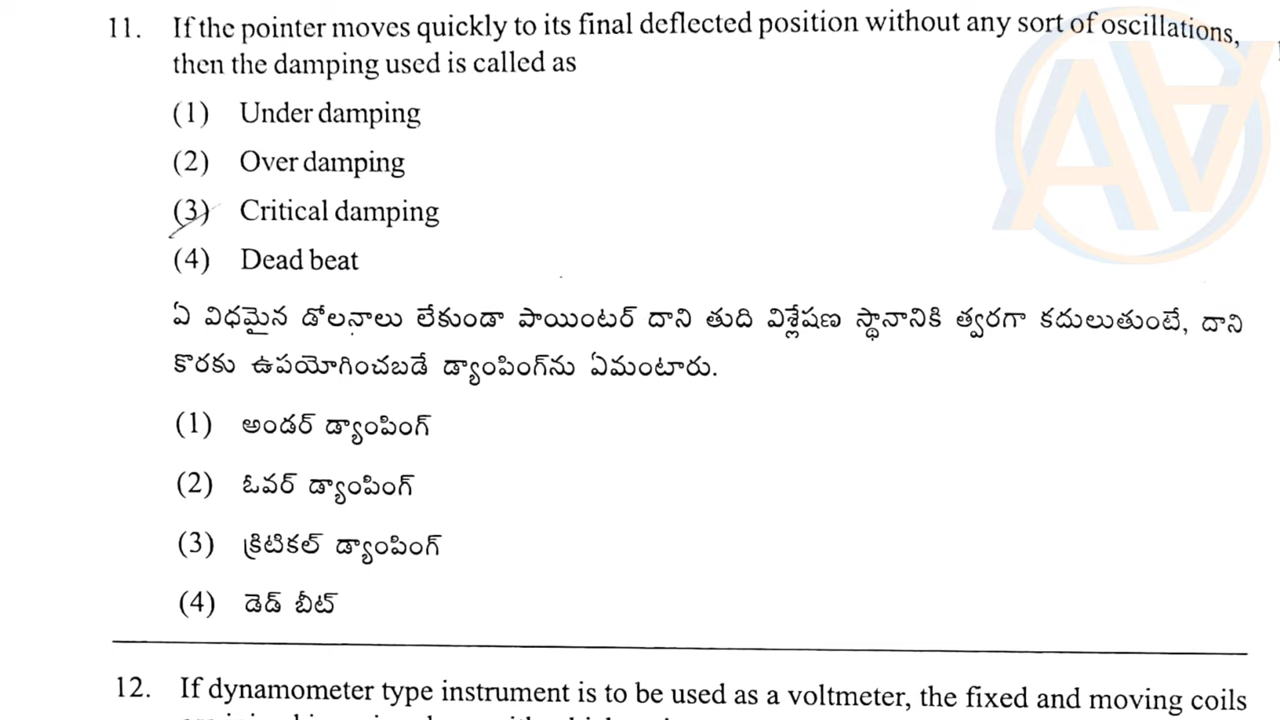 11. If the pointer moves quickly to its final deflected position without any sort of oscillations,
then the damping used is called as
(1) Under damping
(2) Over damping
(3) Critical damping
(4) Dead beat
ఏ విధమైన డోలనాలు లేకుండా పాయింటర్ దాని తుది విశ్లేషణ స్థానానికి త్వరగా కదులుతుంటే, దాని
కొరకు ఉపయోగించబడే డ్యాంపింగ్‌ను ఏమంటారు.
(1) అండర్ డ్యాంపింగ్
(2) ఓవర్ డ్యాంపింగ్
(3) క్రిటికల్ డ్యాంపింగ్
(4) డెడ్ బీట్
12. If dynamometer type instrument is to be used as a voltmeter, the fixed and moving coils